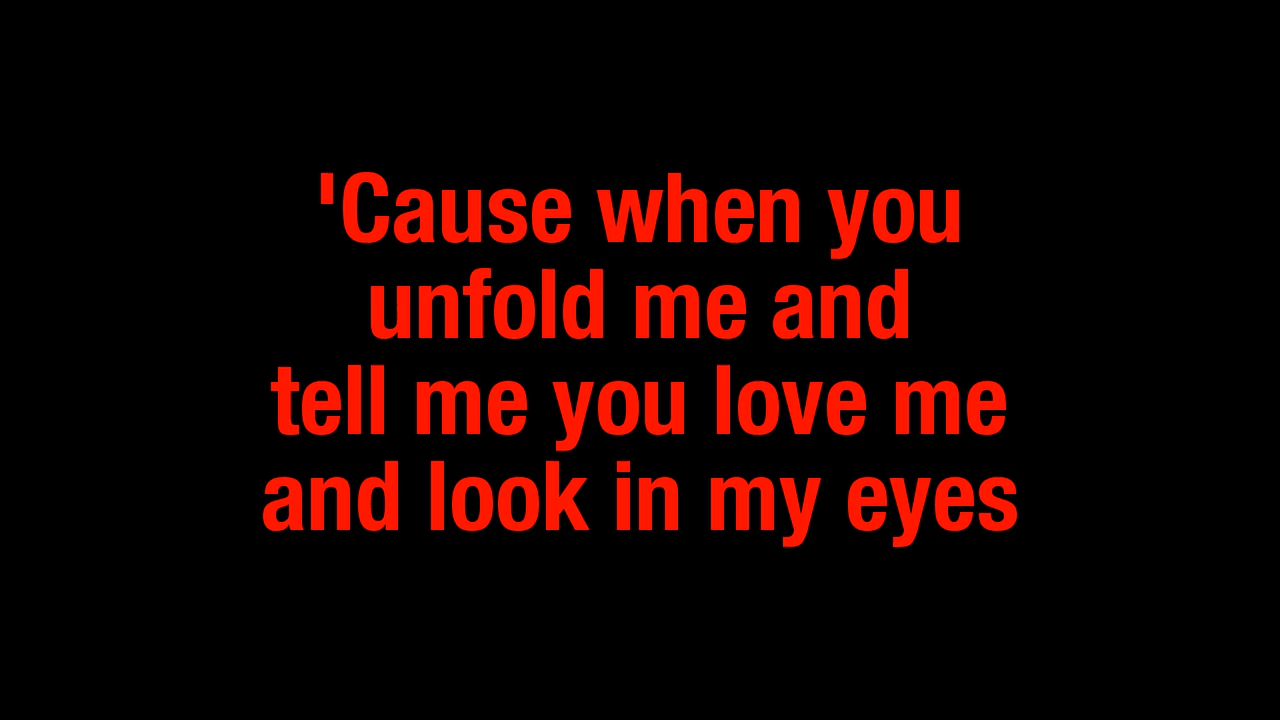 'Cause when you
unfold me and
tell me you love me
and look in my eyes